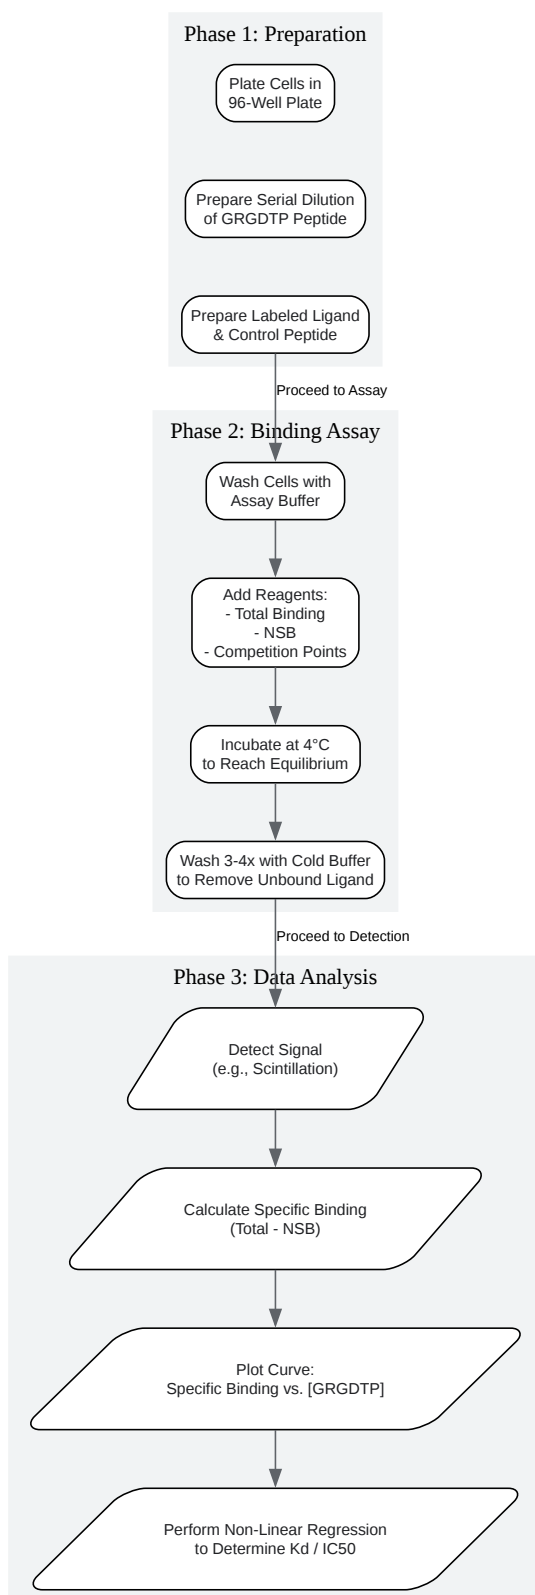 Phase 1: Preparation
Plate Cells in
96-Well Plate
Prepare Serial Dilution
of GRGDTP Peptide
Prepare Labeled Ligand
& Control Peptide
Proceed to Assay
Phase 2: Binding Assay
Wash Cells with
Assay Buffer
Add Reagents:
- Total Binding
- NSB
- Competition Points
Incubate at 4°C
to Reach Equilibrium
Wash 3-4x with Cold Buffer
to Remove Unbound Ligand
Proceed to Detection
Phase 3: Data Analysis
Detect Signal
(e.g., Scintillation)
Calculate Specific Binding
(Total - NSB)
Plot Curve:
Specific Binding vs. [GRGDTP]
Perform Non-Linear Regression
to Determine Kd / IC50